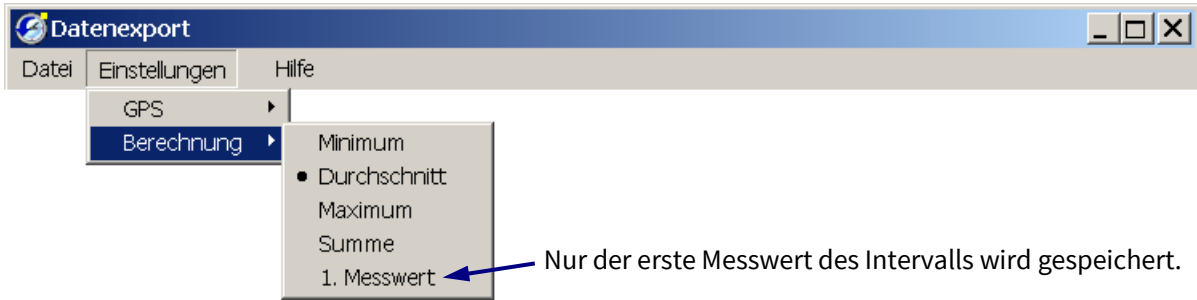 Datenexport
Datei Einstellungen Hilfe
GPS
Berechnung
Minimum
Durchschnitt
Maximum
Summe
1. Messwert
Nur der erste Messwert des Intervalls wird gespeichert.